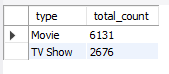 type total_count
Movie 6131
TV Show 2676